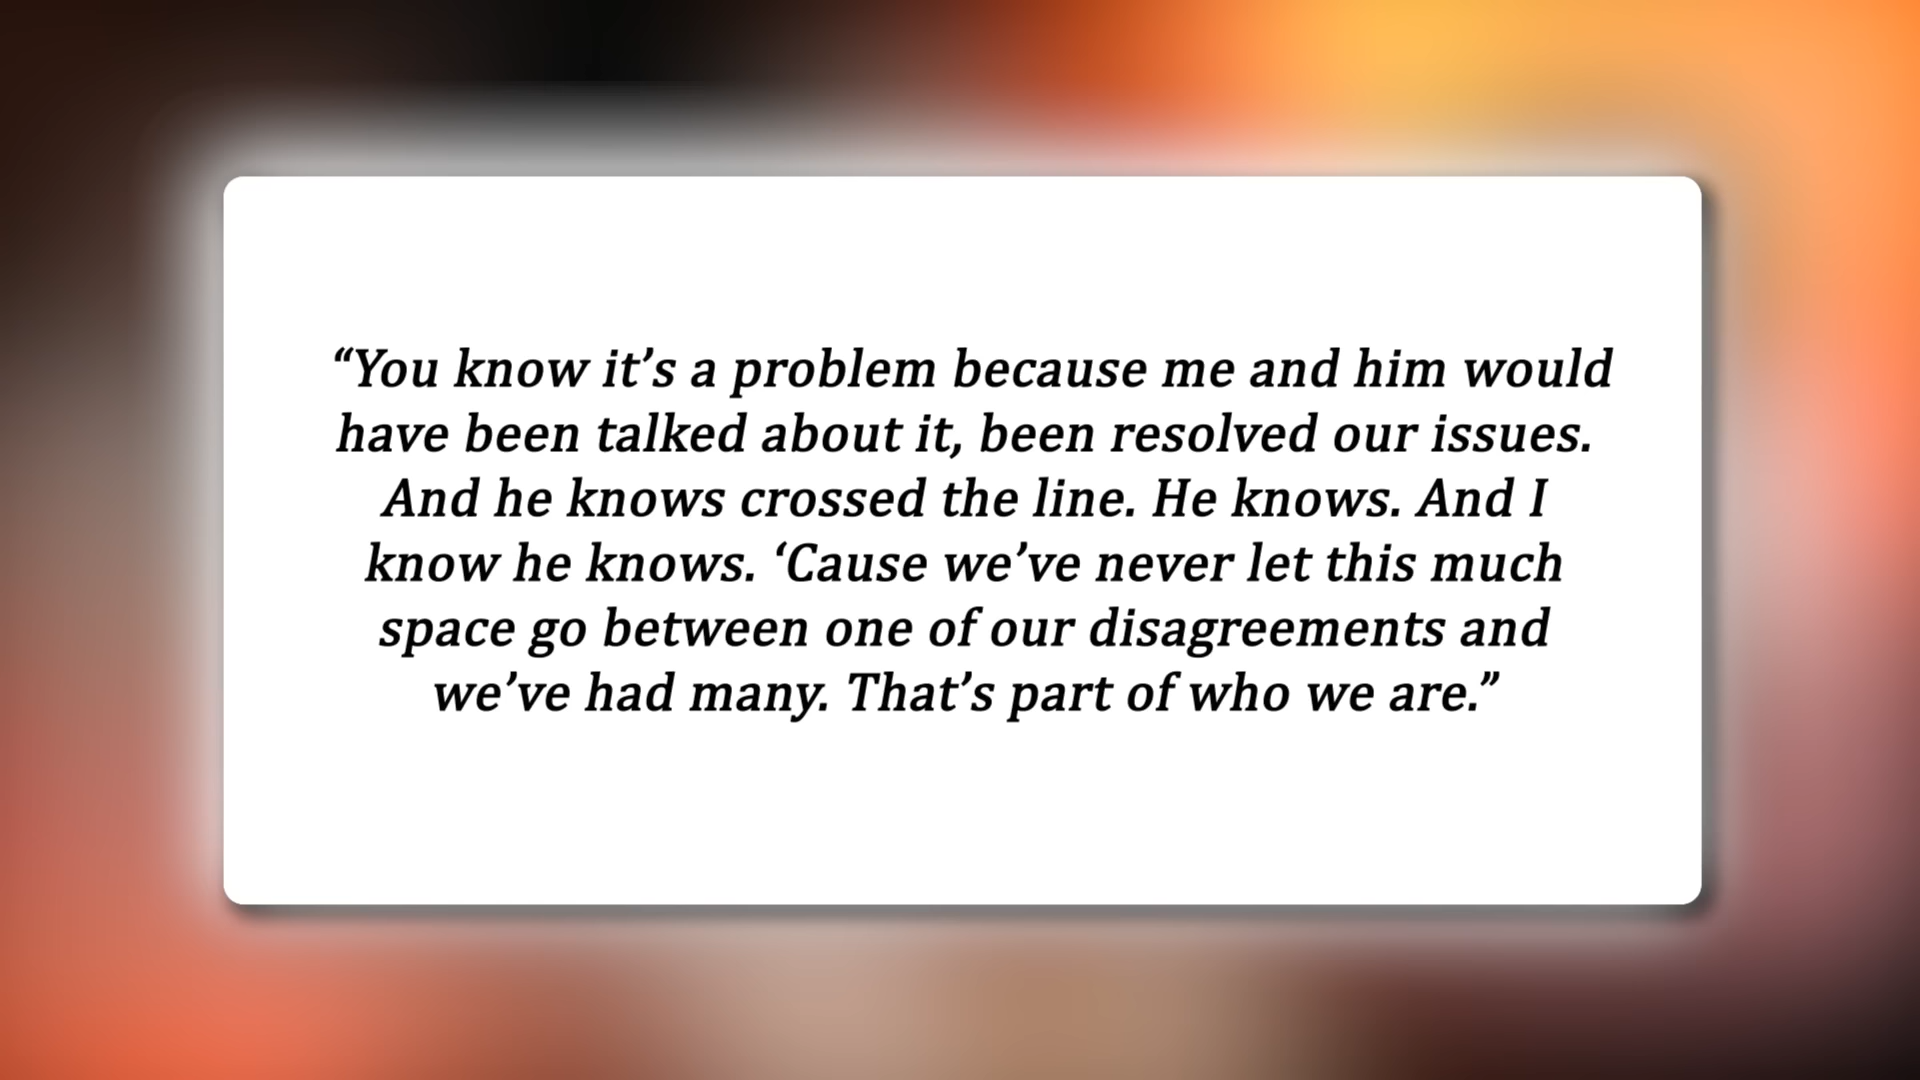 “You know it’s a problem because me and him would
have been talked about it, been resolved our issues.
And he knows crossed the line. He knows. And I
know he knows. ‘Cause we’ve never let this much
space go between one of our disagreements and
we’ve had many. That’s part of who we are.”